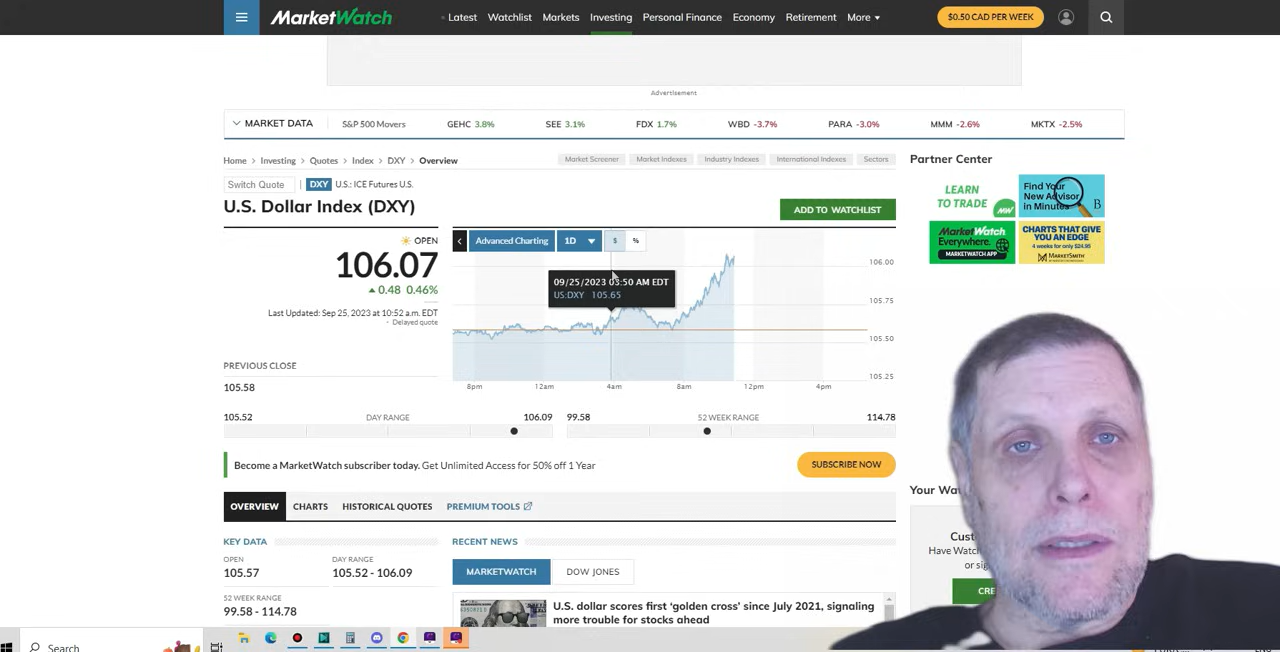 MarketWatch
Latest Watchlist Markets Investing Personal Finance Economy Retirement More
$0.50 CAD PER WEEK
Advertisement
MARKET DATA S&P 500 Movers GEHC 3.8% SEE 3.1% FDX 1.7% WBD -3.7% PARA -3.0% MMM -2.6% MKTX -2.5%
Home > Investing > Quotes > Index > DXY > Overview
Market Screener Market Indexes Industry Indexes International Indexes Sectors
Partner Center
LEARN TO TRADE MW
Find Your New Advisor in Minutes B
MarketWatch Everywhere. MARKETWATCH APP
CHARTS THAT GIVE YOU AN EDGE
4 weeks for only $24.95
MarketSmith
Switch Quote | DXY U.S.: ICE Futures U.S.
U.S. Dollar Index (DXY)
ADD TO WATCHLIST
OPEN
106.07
0.48 0.46%
Last Updated: Sep 25, 2023 at 10:52 a.m. EDT
Delayed quote
PREVIOUS CLOSE
105.58
Advanced Charting 1D $ %
09/25/2023 03:50 AM EDT
US:DXY 105.65
106.00
105.75
105.50
105.25
8pm 12am 4am 8am 12pm 4pm
105.52 DAY RANGE 106.09
99.58 52 WEEK RANGE 114.78
Become a MarketWatch subscriber today. Get Unlimited Access for 50% off 1 Year
SUBSCRIBE NOW
OVERVIEW CHARTS HISTORICAL QUOTES PREMIUM TOOLS
KEY DATA
OPEN
105.57
DAY RANGE
105.52 - 106.09
52 WEEK RANGE
99.58 - 114.78
RECENT NEWS
MARKETWATCH DOW JONES
U.S. dollar scores first 'golden cross' since July 2021, signaling
more trouble for stocks ahead
Your
Have
Search